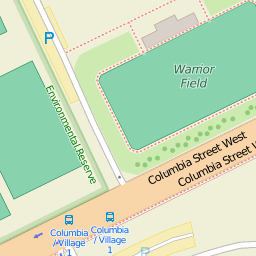 P
Warrior
Field
Environmental Reserve
Columbia Street West
Columbia Street W
Columbia
/ Village
Columbia
/ Village
1
P